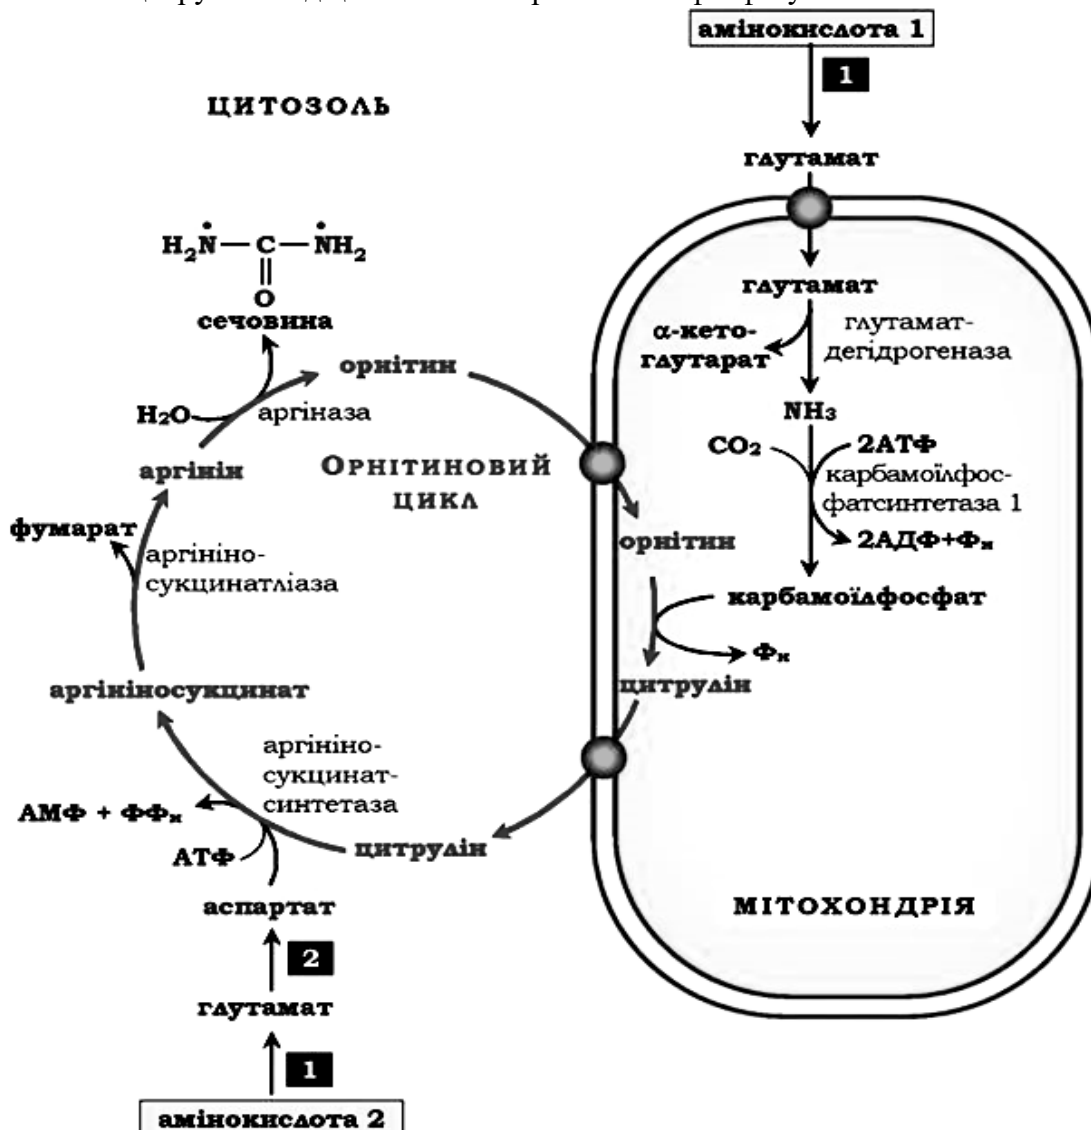 амінокислота 1
1
ЦИТОЗОЛЬ
глутамат
H₂N — C — NH₂
O
сечовина
глутамат
α-кето-
глутарат
глутамат-
дегідрогеназа
орнітин
H₂O
аргіназа
NH₃
CO₂
2АТФ
карбамоїлфос-
фатсинтетаза 1
2АДФ+Фн
аргінін
ОРНІТИНОВИЙ
ЦИКЛ
фумарат
аргініно-
сукцинатліаза
орнітин
карбамоїлфосфат
Фн
цитрулін
аргініносукцинат
аргініно-
сукцинат-
синтетаза
АМФ + ФФн
АТФ
цитрулін
аспартат
МІТОХОНДРІЯ
2
глутамат
1
амінокислота 2